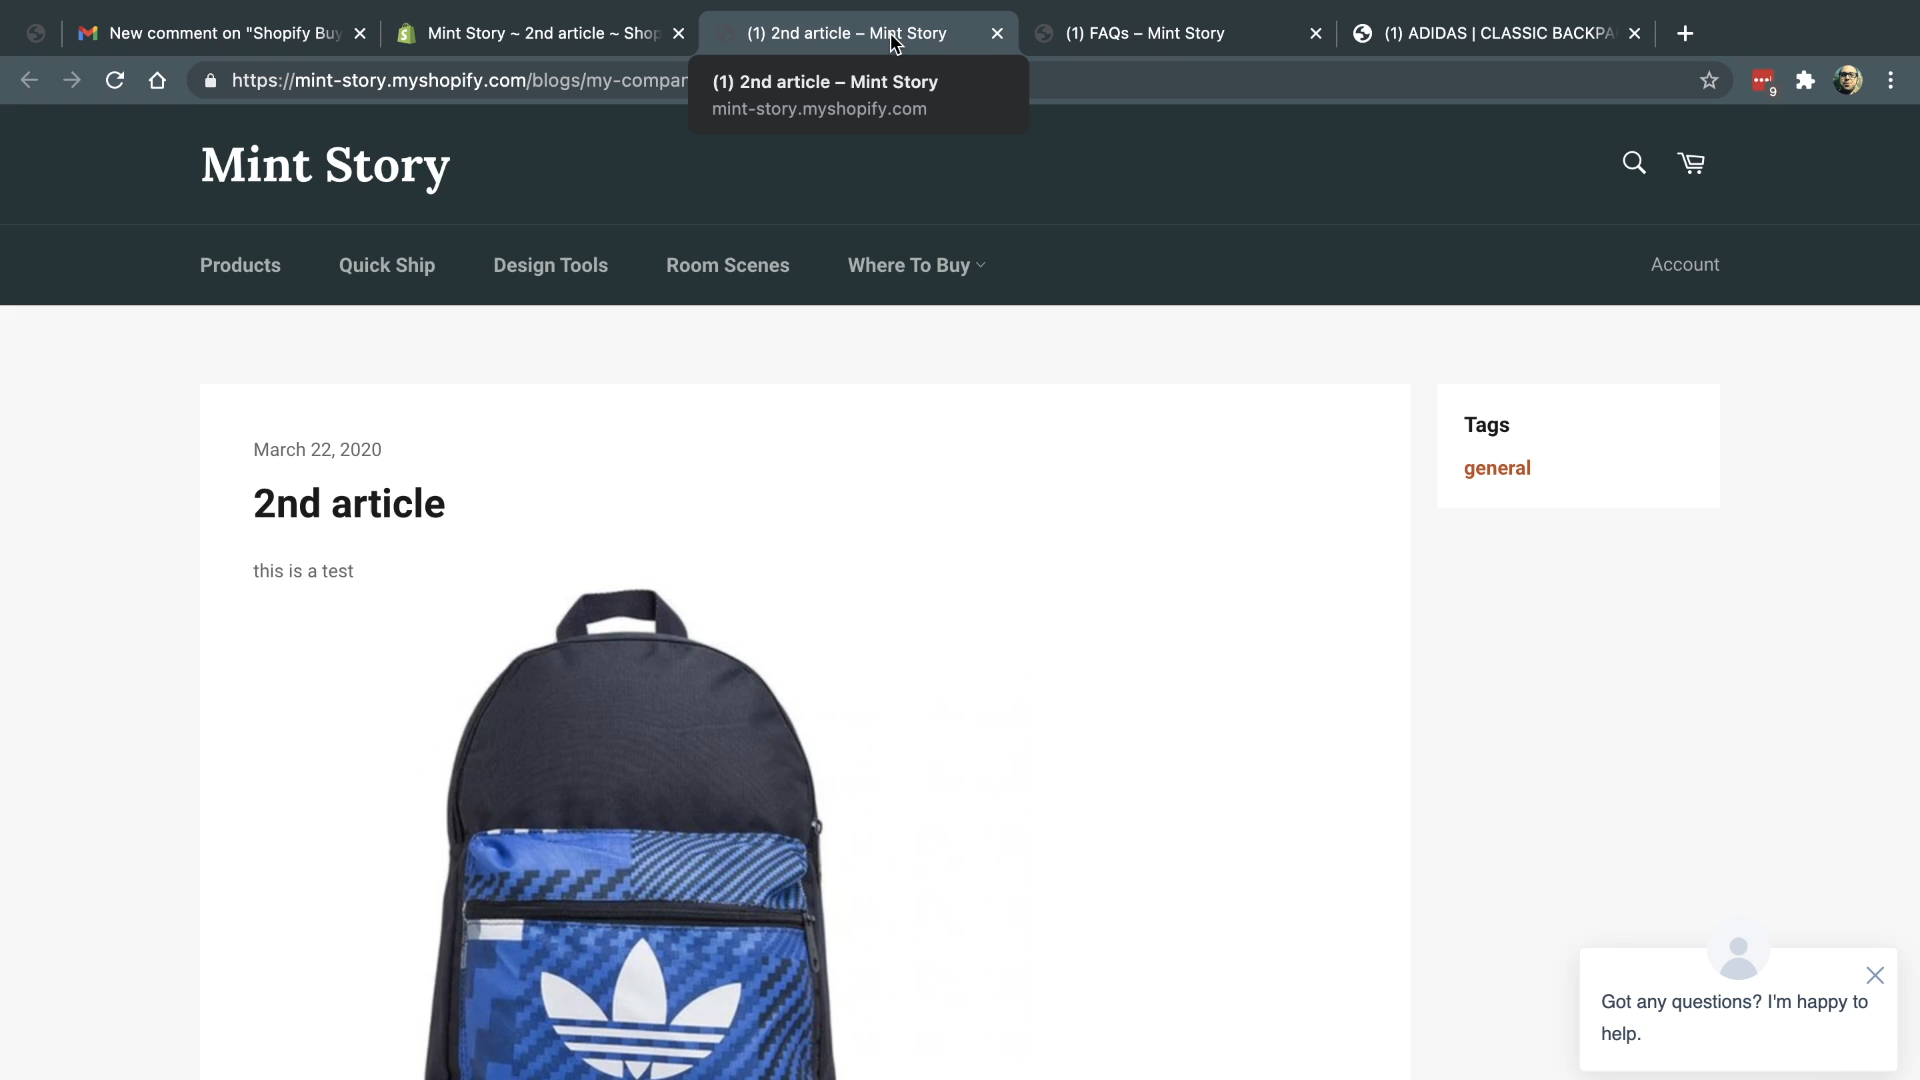 New comment on "Shopify Buy
Mint Story ~ 2nd article ~ Shop
(1) 2nd article – Mint Story
(1) FAQs – Mint Story
(1) ADIDAS | CLASSIC BACKPA
https://mint-story.myshopify.com/blogs/my-compan
9
(1) 2nd article – Mint Story
mint-story.myshopify.com
Mint Story
Products
Quick Ship
Design Tools
Room Scenes
Where To Buy
Account
March 22, 2020
2nd article
this is a test
Tags
general
Got any questions? I'm happy to
help.